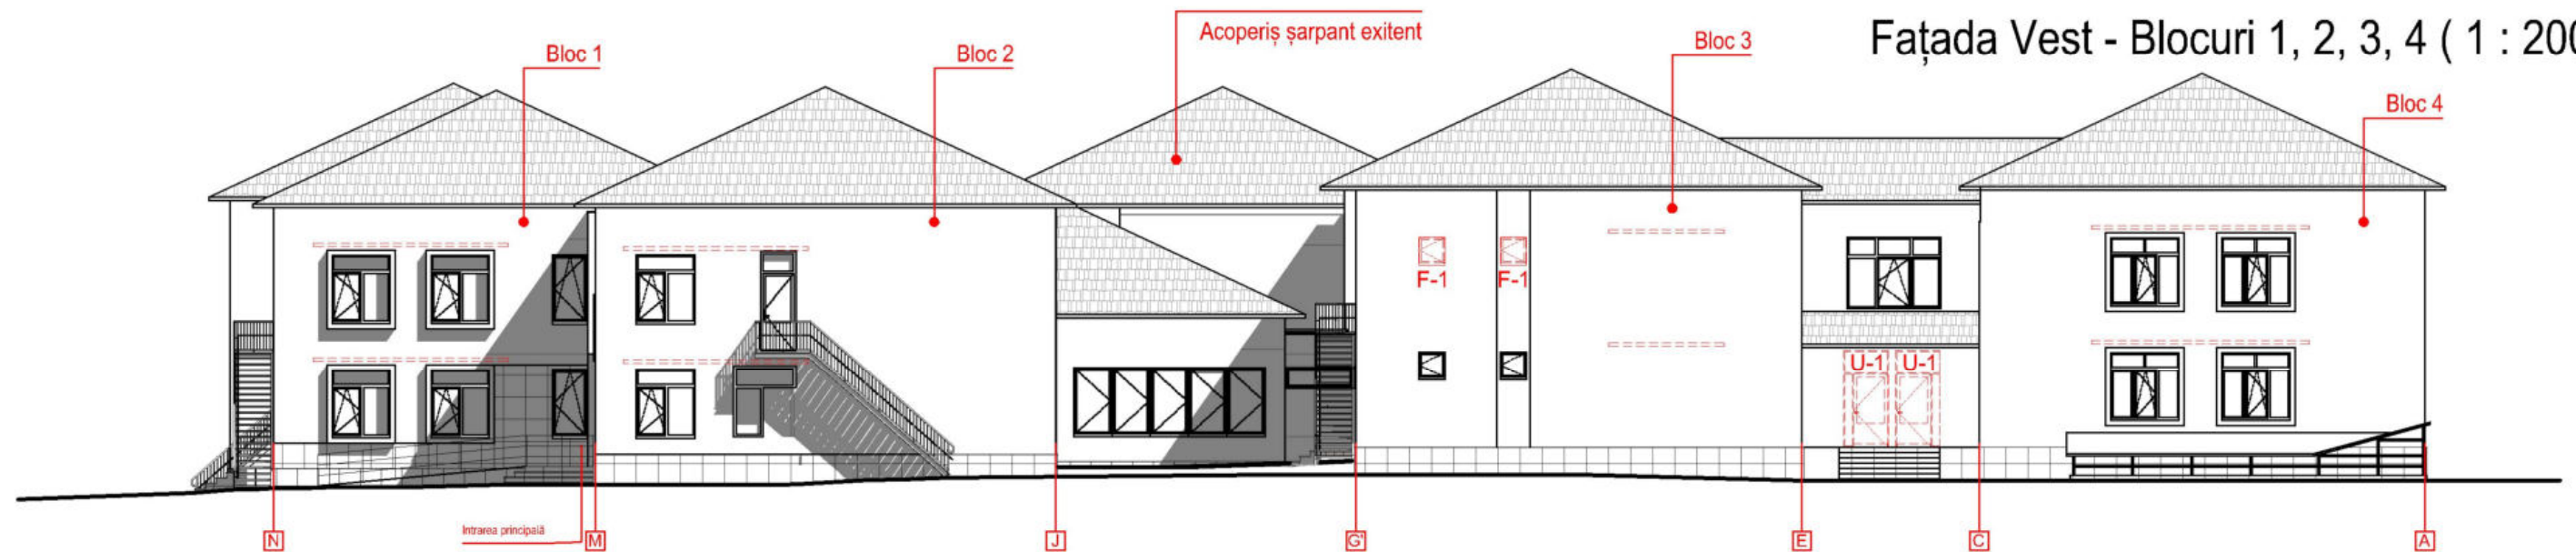 Fațada Vest - Blocuri 1, 2, 3, 4 ( 1 : 200
Acoperiș șarpant exitent
Bloc 1
Bloc 2
Bloc 3
Bloc 4
F-1
F-1
U-1
U-1
Intrarea principală
N
M
J
G'
E
C
A